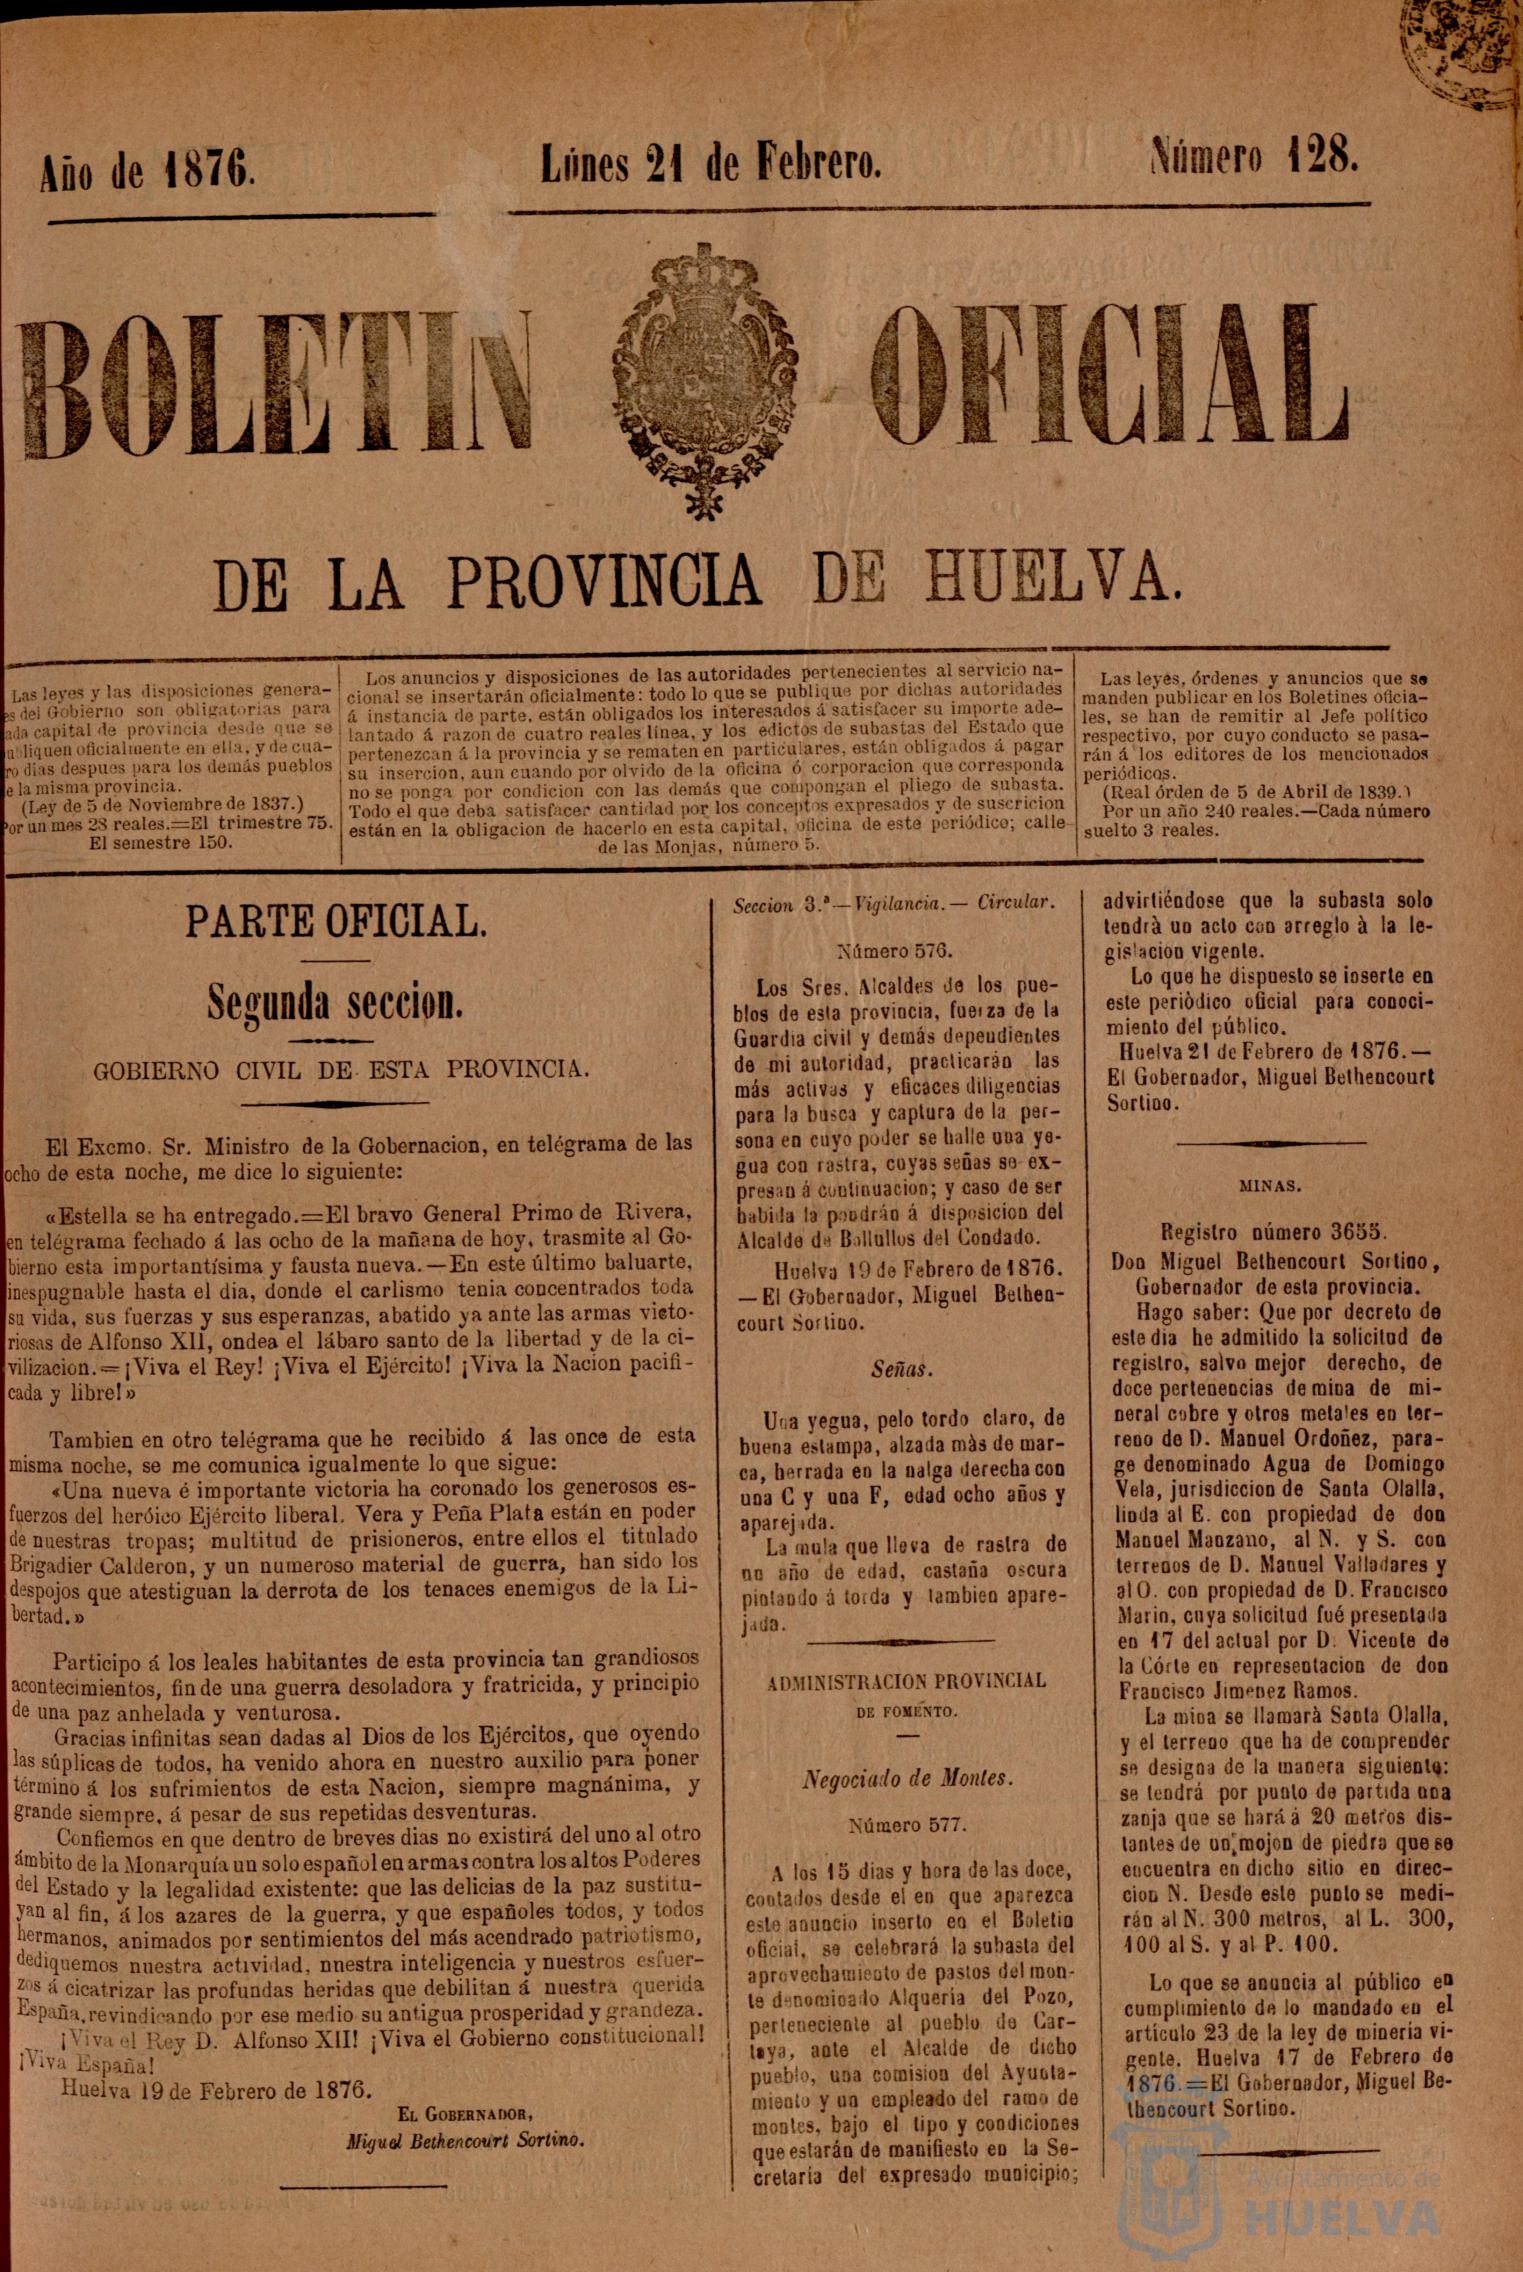 Año de 1876.
Lúnes 21 de Febrero.
Número 128.
BOLETIN OFICIAL
DE LA PROVINCIA DE HUELVA.
Las leyes y las disposiciones genera-
es del Gobierno son obligatorias para
ada capital de provincia desde que se
ubliquen oficialmente en ella, y de cua-
ro dias despues para los demás pueblos
e la misma provincia.
(Ley de 5 de Noviembre de 1837.)
Por un mes 28 reales.=El trimestre 75.
El semestre 150.
Los anuncios y disposiciones de las autoridades pertenecientes al servicio na-
cional se insertarán oficialmente: todo lo que se publique por dichas autoridades
á instancia de parte, están obligados los interesados á satisfacer su importe ade-
lantado á razon de cuatro reales línea, y los edictos de subastas del Estado que
pertenezcan á la provincia y se rematen en particulares, están obligados á pagar
su insercion, aun cuando por olvido de la oficina ó corporacion que corresponda
no se ponga por condicion con las demás que compongan el pliego de subasta.
Todo el que deba satisfacer cantidad por los conceptos expresados y de suscricion
están en la obligacion de hacerlo en esta capital, oficina de este periódico; calle
de las Monjas, número 5.
Las leyes, órdenes y anuncios que se
manden publicar en los Boletines oficia-
les, se han de remitir al Jefe político
respectivo, por cuyo conducto se pasa-
rán á los editores de los mencionados
periódicos.
(Real órden de 5 de Abril de 1839.)
Por un año 240 reales.—Cada número
suelto 3 reales.
PARTE OFICIAL.
Segunda seccion.
GOBIERNO CIVIL DE ESTA PROVINCIA.
El Excmo. Sr. Ministro de la Gobernacion, en telégrama de las
ocho de esta noche, me dice lo siguiente:
«Estella se ha entregado.=El bravo General Primo de Rivera,
en telégrama fechado á las ocho de la mañana de hoy, trasmite al Go-
bierno esta importantísima y fausta nueva.—En este último baluarte,
inespugnable hasta el dia, donde el carlismo tenia concentrados toda
su vida, sus fuerzas y sus esperanzas, abatido ya ante las armas victo-
riosas de Alfonso XII, ondea el lábaro santo de la libertad y de la ci-
vilizacion.=¡Viva el Rey! ¡Viva el Ejército! ¡Viva la Nacion pacifi-
cada y libre!»
Tambien en otro telégrama que he recibido á las once de esta
misma noche, se me comunica igualmente lo que sigue:
«Una nueva é importante victoria ha coronado los generosos es-
fuerzos del heróico Ejército liberal. Vera y Peña Plata están en poder
de nuestras tropas; multitud de prisioneros, entre ellos el titulado
Brigadier Calderon, y un numeroso material de guerra, han sido los
despojos que atestiguan la derrota de los tenaces enemigos de la Li-
bertad.»
Participo á los leales habitantes de esta provincia tan grandiosos
acontecimientos, fin de una guerra desoladora y fratricida, y principio
de una paz anhelada y venturosa.
Gracias infinitas sean dadas al Dios de los Ejércitos, que oyendo
las súplicas de todos, ha venido ahora en nuestro auxilio para poner
término á los sufrimientos de esta Nacion, siempre magnánima, y
grande siempre, á pesar de sus repetidas desventuras.
Confiemos en que dentro de breves dias no existirá del uno al otro
ámbito de la Monarquía un solo español en armas contra los altos Poderes
del Estado y la legalidad existente: que las delicias de la paz sustitu-
yan al fin, á los azares de la guerra, y que españoles todos, y todos
hermanos, animados por sentimientos del más acendrado patriotismo,
dediquemos nuestra actividad, nnestra inteligencia y nuestros esfuer-
zos á cicatrizar las profundas heridas que debilitan á nuestra querida
España, revindicando por ese medio su antigua prosperidad y grandeza.
¡Viva el Rey D. Alfonso XII! ¡Viva el Gobierno constitucional!
¡Viva España!
Huelva 19 de Febrero de 1876.
EL GOBERNADOR,
Miguel Bethencourt Sortino.
Seccion 3.ª—Vigilancia.—Circular.
Número 576.
Los Sres. Alcaldes de los pue-
blos de esta provincia, fuerza de la
Guardia civil y demás dependientes
de mi autoridad, practicarán las
más activas y eficaces diligencias
para la busca y captura de la per-
sona en cuyo poder se halle una ye-
gua con rastra, cuyas señas se ex-
presan á continuacion; y caso de ser
habida la pondrán á disposicion del
Alcalde de Bollullos del Condado.
Huelva 19 de Febrero de 1876.
—El Gobernador, Miguel Bethen-
court Sortino.
Señas.
Una yegua, pelo tordo claro, de
buena estampa, alzada màs de mar-
ca, herrada en la nalga derecha con
una C y una F, edad ocho años y
aparejada.
La mula que lleva de rastra de
un año de edad, castaña oscura
pintando á torda y tambien apare-
jada.
ADMINISTRACION PROVINCIAL
DE FOMENTO.
Negociado de Montes.
Número 577.
A los 15 dias y hora de las doce,
contados desde el en que aparezca
este anuncio inserto en el Boletin
oficial, se celebrará la subasta del
aprovechamiento de pastos del mon-
te denominado Alquería del Pozo,
perteneciente al pueblo de Car-
taya, ante el Alcalde de dicho
pueblo, una comision del Ayunta-
miento y un empleado del ramo de
montes, bajo el tipo y condiciones
que estarán de manifiesto en la Se-
cretaría del expresado municipio;
advirtiéndose que la subasta solo
tendrà un acto con arreglo à la le-
gislacion vigente.
Lo que he dispuesto se inserte en
este periòdico oficial para conoci-
miento del público.
Huelva 21 de Febrero de 1876.—
El Gobernador, Miguel Bethencourt
Sortino.
MINAS.
Registro número 3655.
Don Miguel Bethencourt Sortino,
Gobernador de esta provincia.
Hago saber: Que por decreto de
este dia he admitido la solicitud de
registro, salvo mejor derecho, de
doce pertenencias de mina de mi-
neral cobre y otros metales en ter-
reno de D. Manuel Ordoñez, para-
ge denominado Agua de Domingo
Vela, jurisdiccion de Santa Olalla,
linda al E. con propiedad de don
Manuel Manzano, al N. y S. con
terrenos de D. Manuel Valladares y
al O. con propiedad de D. Francisco
Marin, cuya solicitud fué presentada
en 17 del actual por D. Vicente de
la Córte en representacion de don
Francisco Jimenez Ramos.
La mina se llamarà Santa Olalla,
y el terreno que ha de comprender
se designa de la manera siguiente:
se tendrá por punto de partida una
zanja que se hará á 20 metros dis-
tantes de un mojon de piedra que se
encuentra en dicho sitio en direc-
cion N. Desde este punto se medi-
rán al N. 300 metros, al L. 300,
100 al S. y al P. 100.
Lo que se anuncia al público en
cumplimiento de lo mandado en el
artículo 23 de la ley de minería vi-
gente. Huelva 17 de Febrero de
1876.=El Gobernador, Miguel Be-
thencourt Sortino.
Ayuntamiento de
HUELVA